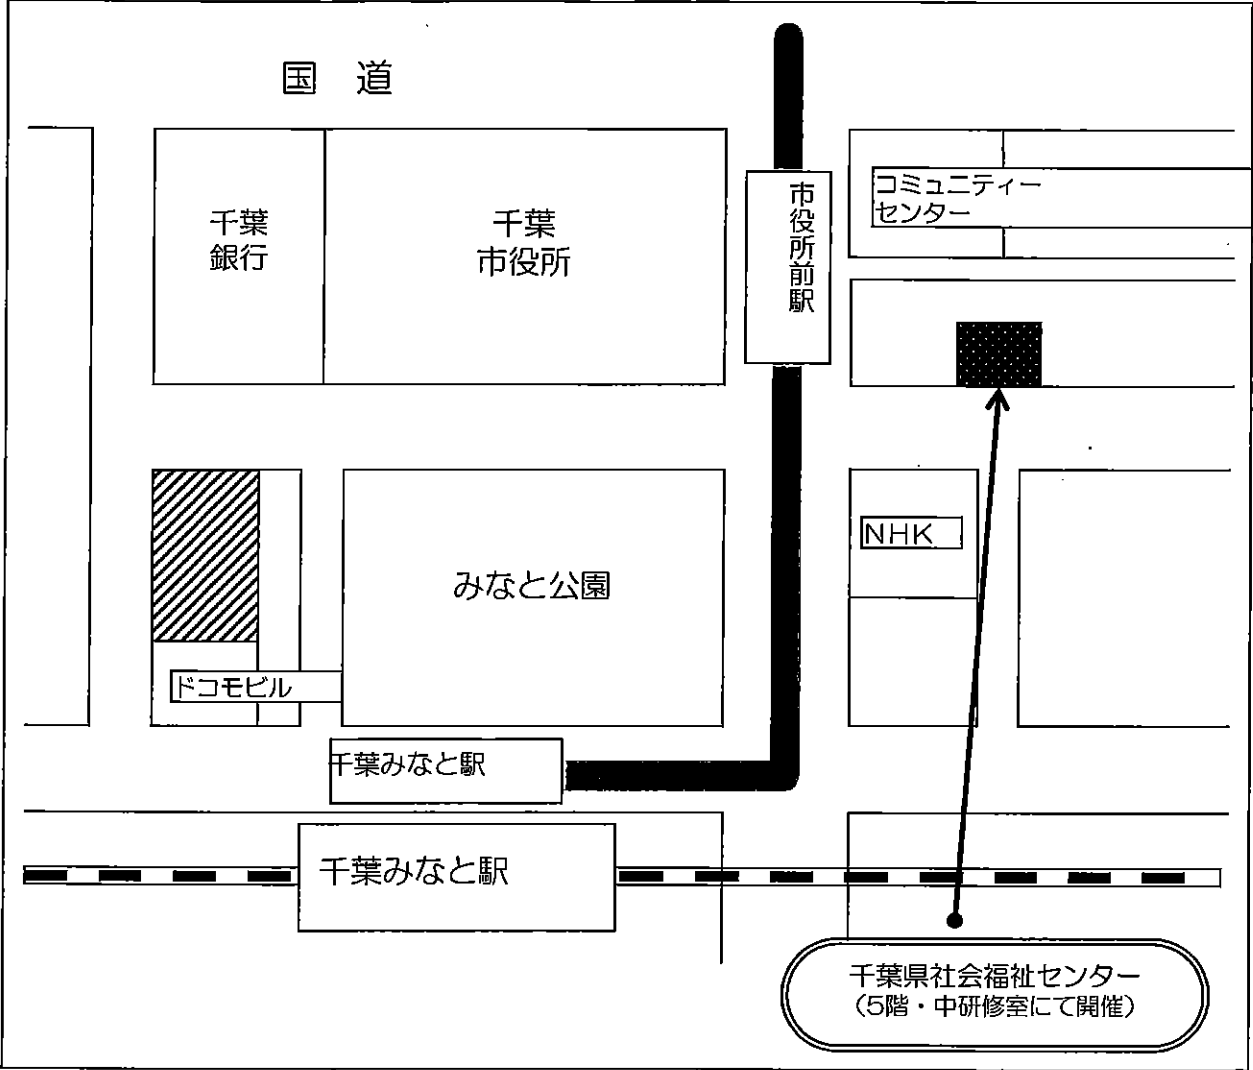 国 道
千葉
銀行
千葉
市役所
市役所前駅
コミュニティー
センター
NHK
みなと公園
ドコモビル
千葉みなと駅
千葉みなと駅
千葉県社会福祉センター
（5階・中研修室にて開催）